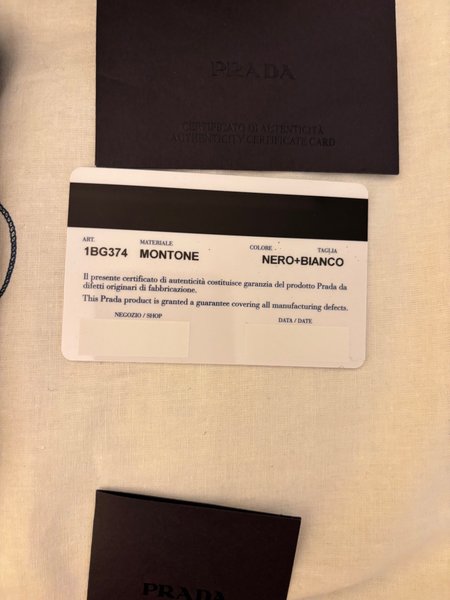 PRADA
CERTIFICATO DI AUTENTICITÀ
AUTHENTICITY CERTIFICATE CARD
ART. MATERIALE COLORE TAGLIA
1BG374 MONTONE NERO+BIANCO
Il presente certificato di autenticità costituisce garanzia del prodotto Prada da
difetti originari di fabbricazione.
This Prada product is granted a guarantee covering all manufacturing defects.
NEGOZIO / SHOP DATA / DATE
PRADA